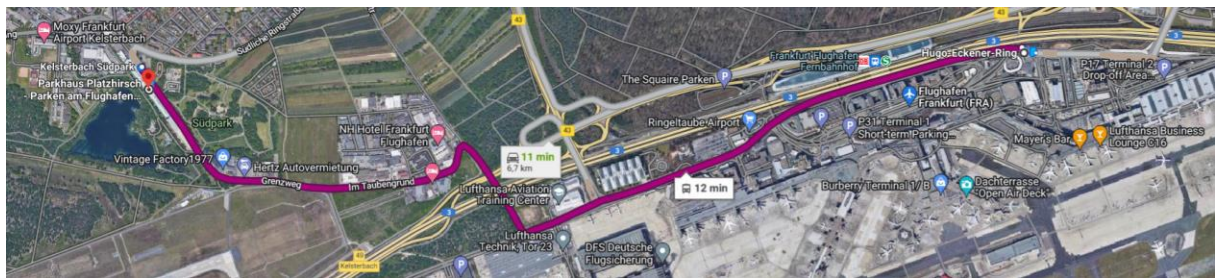 Moxy Frankfurt
Airport Kelsterbach
Südliche Ringstraße
Kelsterbach Südpark
Parkhaus Platzhirsch
- Parken am Flughafen...
Südpark
Vintage Factory1977
Hertz Autovermietung
Grenzweg
Im Taubengrund
NH Hotel Frankfurt
Flughafen
43
43
43
11 min
6,7 km
Lufthansa Aviation
Training Center
3
Lufthansa
Technik, Tor 23
49
Kelsterbach
DFS Deutsche
Flugsicherung
12 min
The Squaire Parken
Ringeltaube Airport
3
Frankfurt Flughafen
Fernbahnhof
Hugo-Eckener-Ring
3
3
Flughafen
Frankfurt (FRA)
P31 Terminal 1
Short-term Parking...
P17 Terminal 2
Drop-off Area...
Mayer's Bar
Lufthansa Business
Lounge C16
Burberry Terminal 1/ B
Dachterrasse
"Open Air Deck"